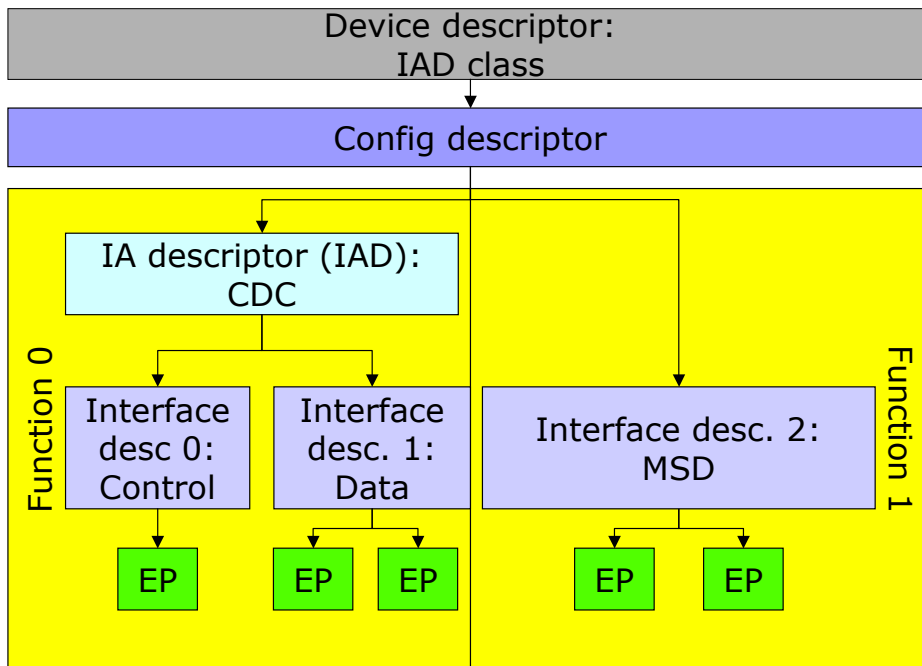 Device descriptor:
IAD class
Config descriptor
IA descriptor (IAD):
CDC
Function 0
Function 1
Interface
desc 0:
Control
Interface
desc. 1:
Data
Interface desc. 2:
MSD
EP
EP
EP
EP
EP